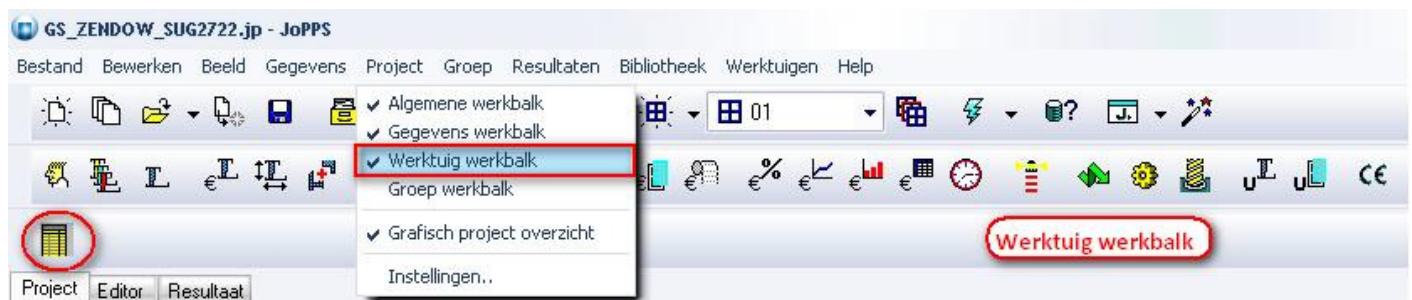 GS_ZENDOW_SUG2722.jp - JoPPS
Bestand Bewerken Beeld Gegevens Project Groep Resultaten Bibliotheek Werktuigen Help
Algemene werkbalk
Gegevens werkbalk
Werktuig werkbalk
Groep werkbalk
Grafisch project overzicht
Instellingen..
01
Werktuig werkbalk
Project Editor Resultaat